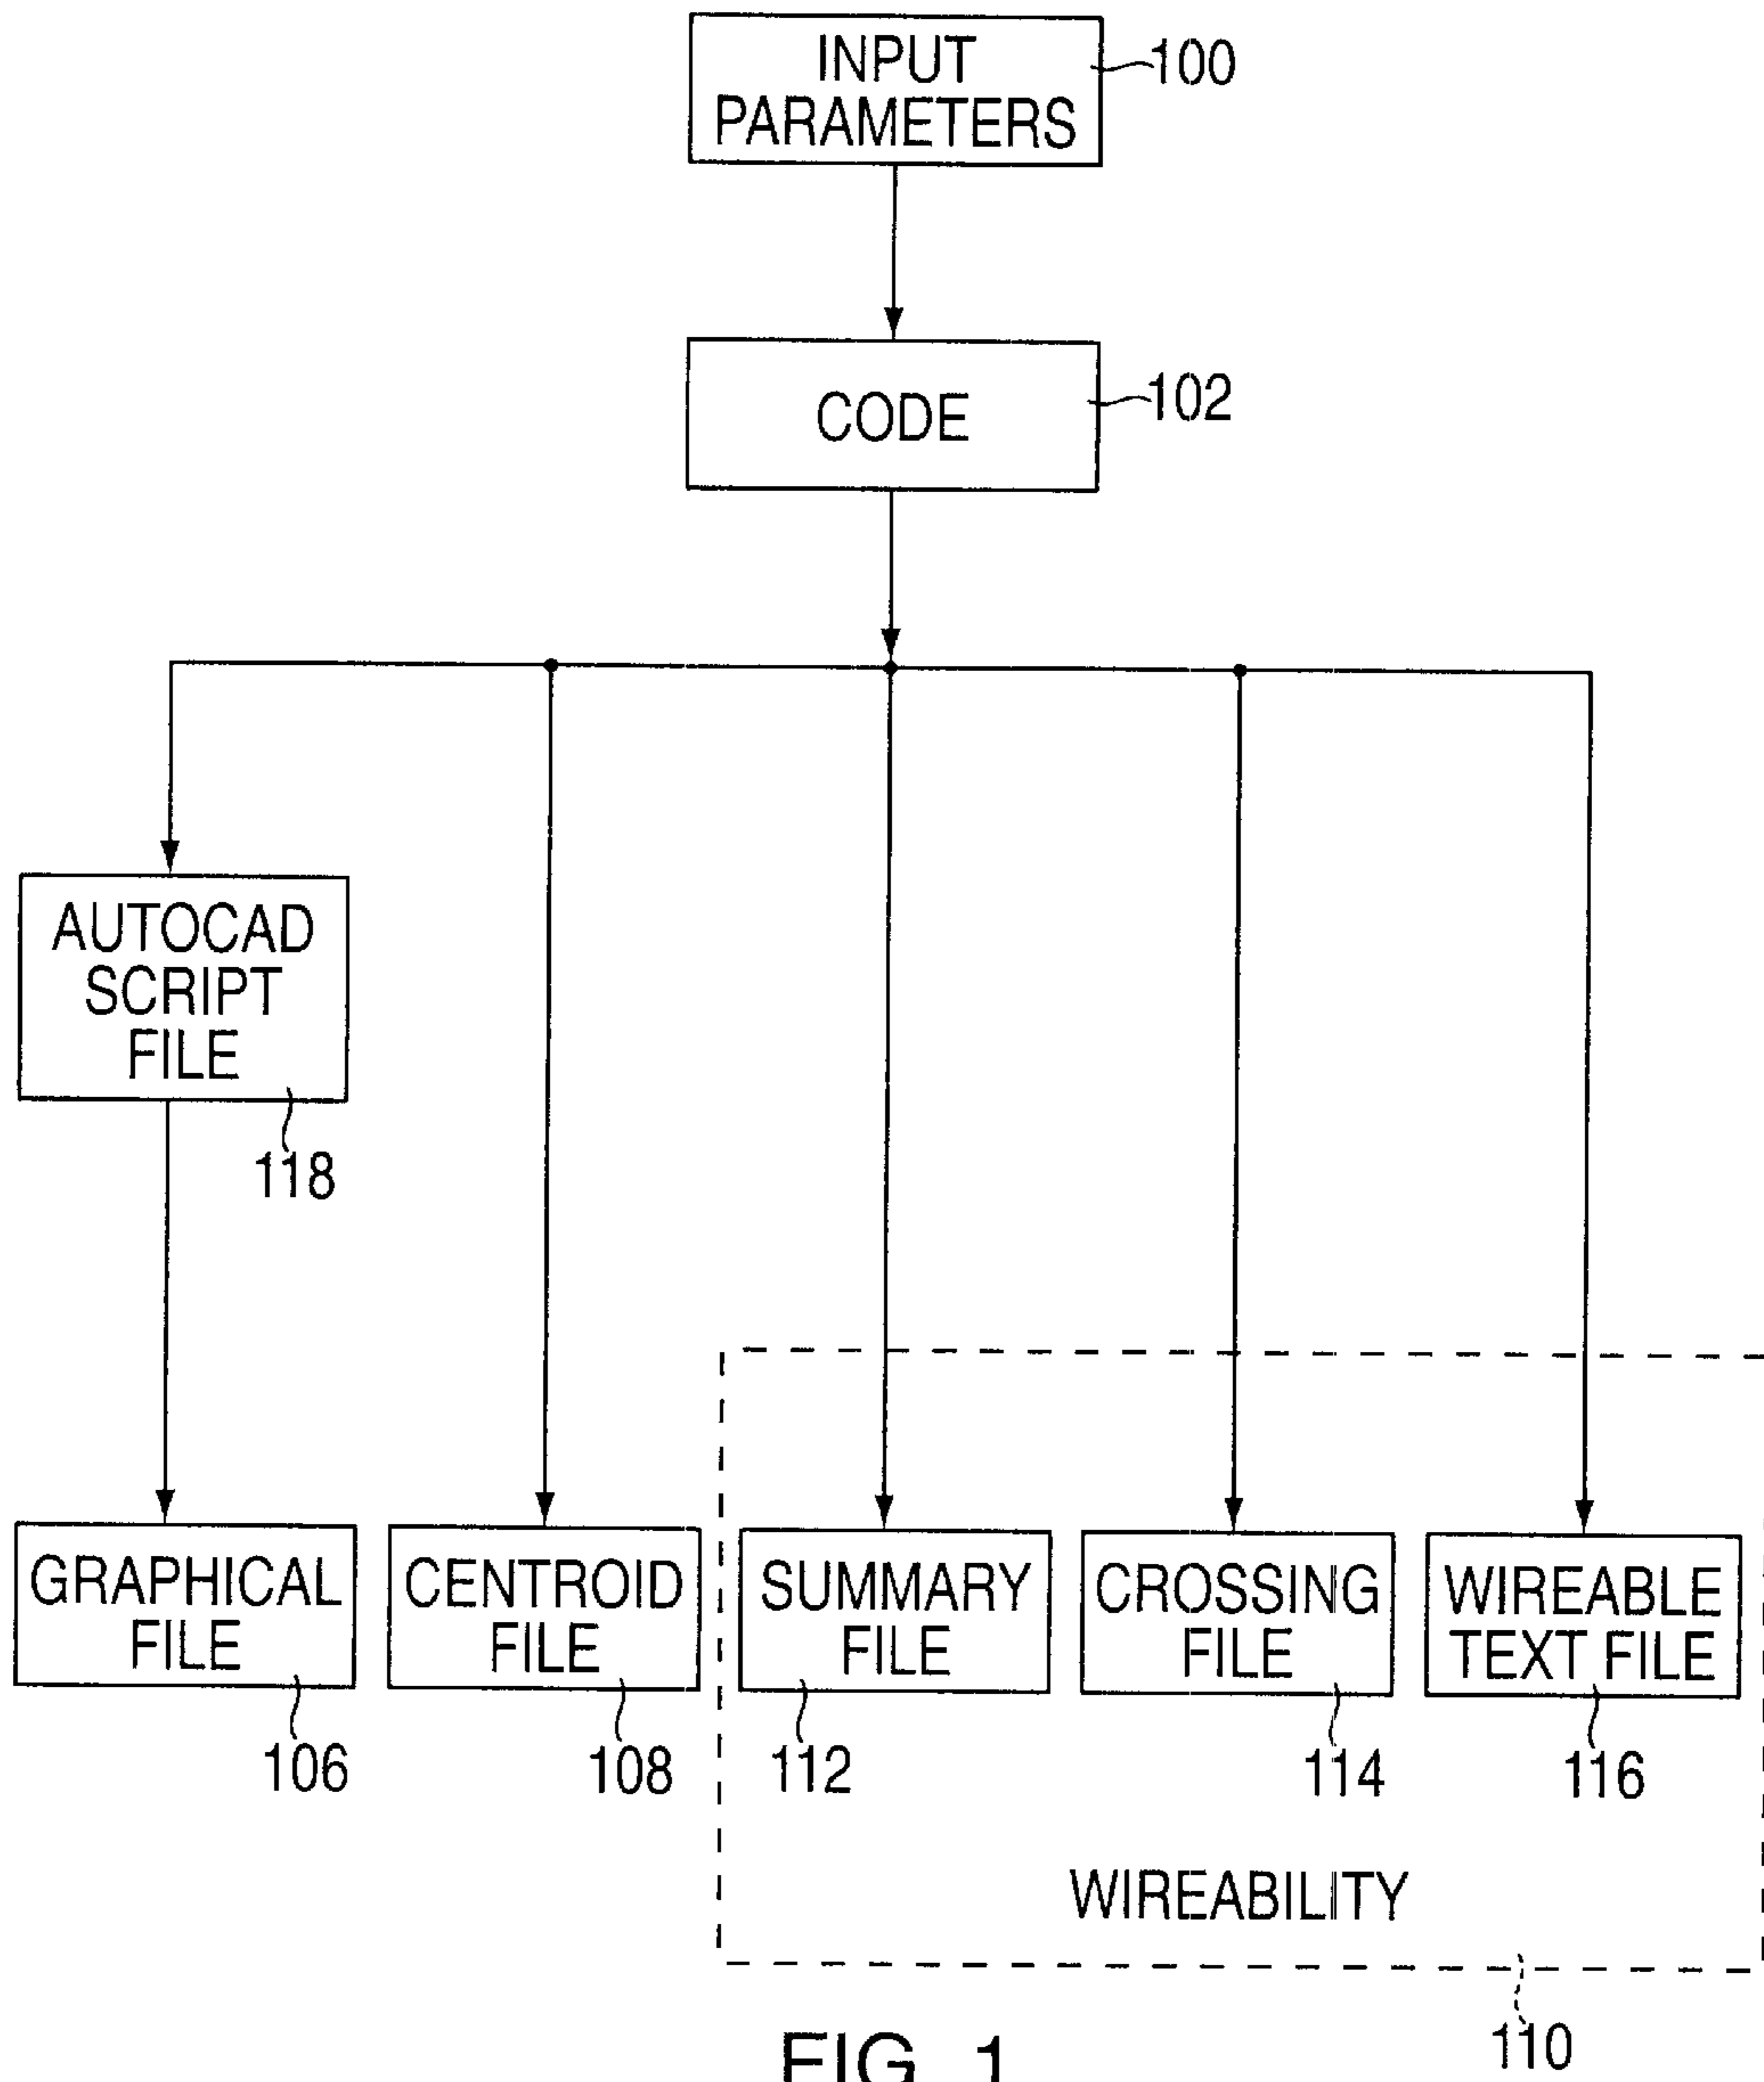 INPUT
PARAMETERS
100
CODE
102
AUTOCAD
SCRIPT
FILE
118
GRAPHICAL
FILE
106
CENTROID
FILE
108
SUMMARY
FILE
112
CROSSING
FILE
114
WIREABLE
TEXT FILE
116
WIREABILITY
110
FIG. 1